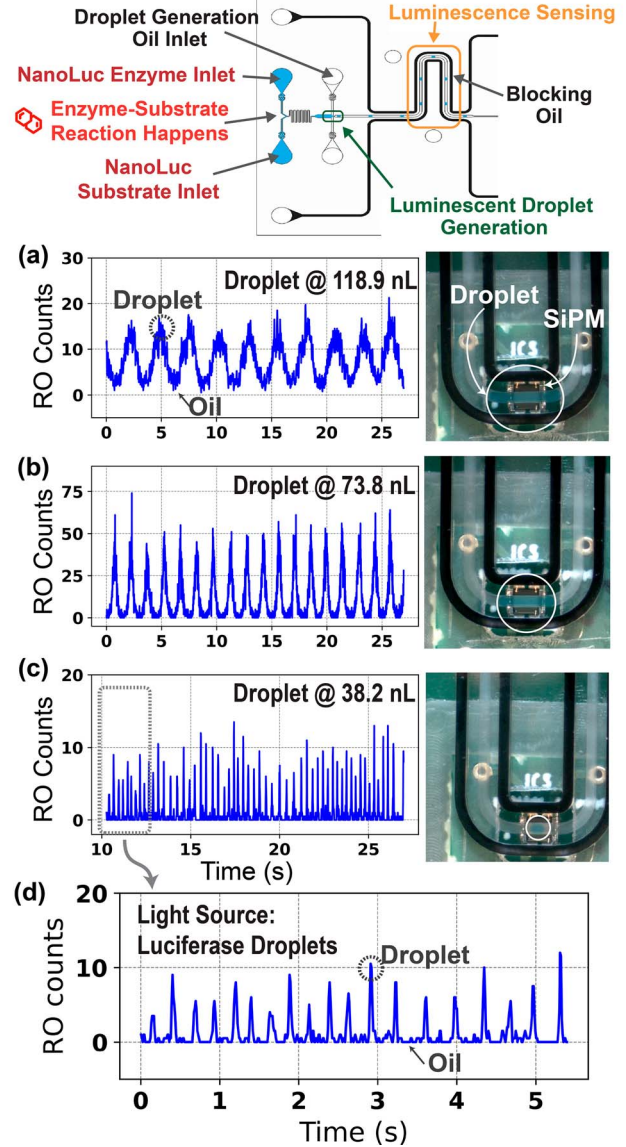 Droplet Generation
Oil Inlet
Luminescence Sensing
NanoLuc Enzyme Inlet
Blocking
Oil
Enzyme-Substrate
Reaction Happens
NanoLuc
Substrate Inlet
Luminescent Droplet
Generation
(a)
30
20
10
0
RO Counts
Droplet @ 118.9 nL
Droplet
Oil
0 5 10 15 20 25
Droplet
SiPM
ICS
(b)
75
50
25
0
RO Counts
Droplet @ 73.8 nL
0 5 10 15 20 25
ICS
(c)
20
10
0
RO Counts
Droplet @ 38.2 nL
10 15 20 25
Time (s)
ICS
(d)
20
10
0
RO counts
Light Source:
Luciferase Droplets
Droplet
Oil
0 1 2 3 4 5
Time (s)